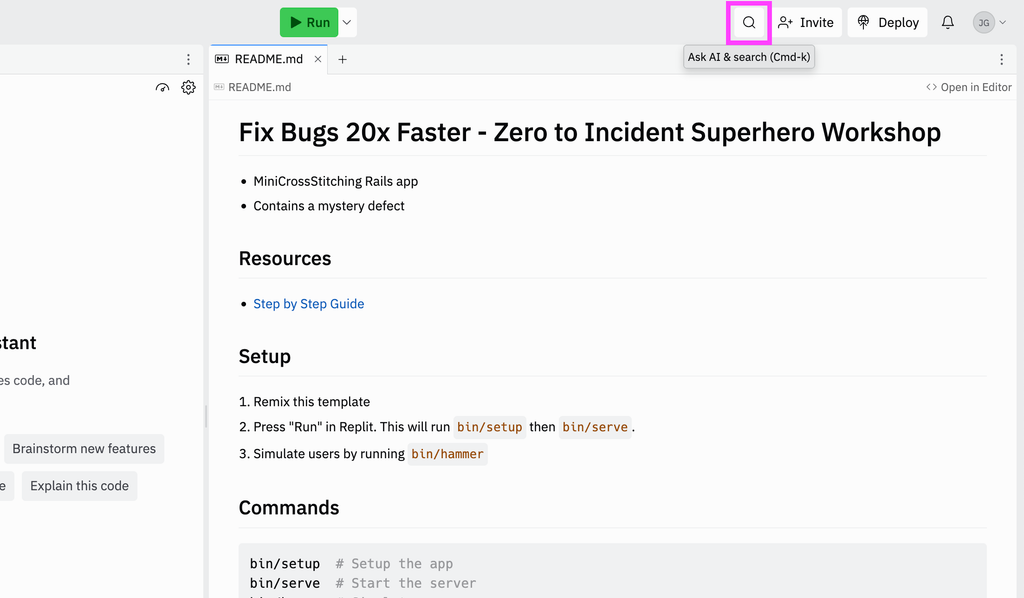 Run
Invite
Deploy
JG
README.md
Ask AI & search (Cmd-k)
README.md
Open in Editor
Fix Bugs 20x Faster - Zero to Incident Superhero Workshop
MiniCrossStitching Rails app
Contains a mystery defect
Resources
Step by Step Guide
stant
Setup
es code, and
1. Remix this template
2. Press "Run" in Replit. This will run bin/setup then bin/serve.
Brainstorm new features
3. Simulate users by running bin/hammer
e
Explain this code
Commands
bin/setup # Setup the app
bin/serve # Start the server